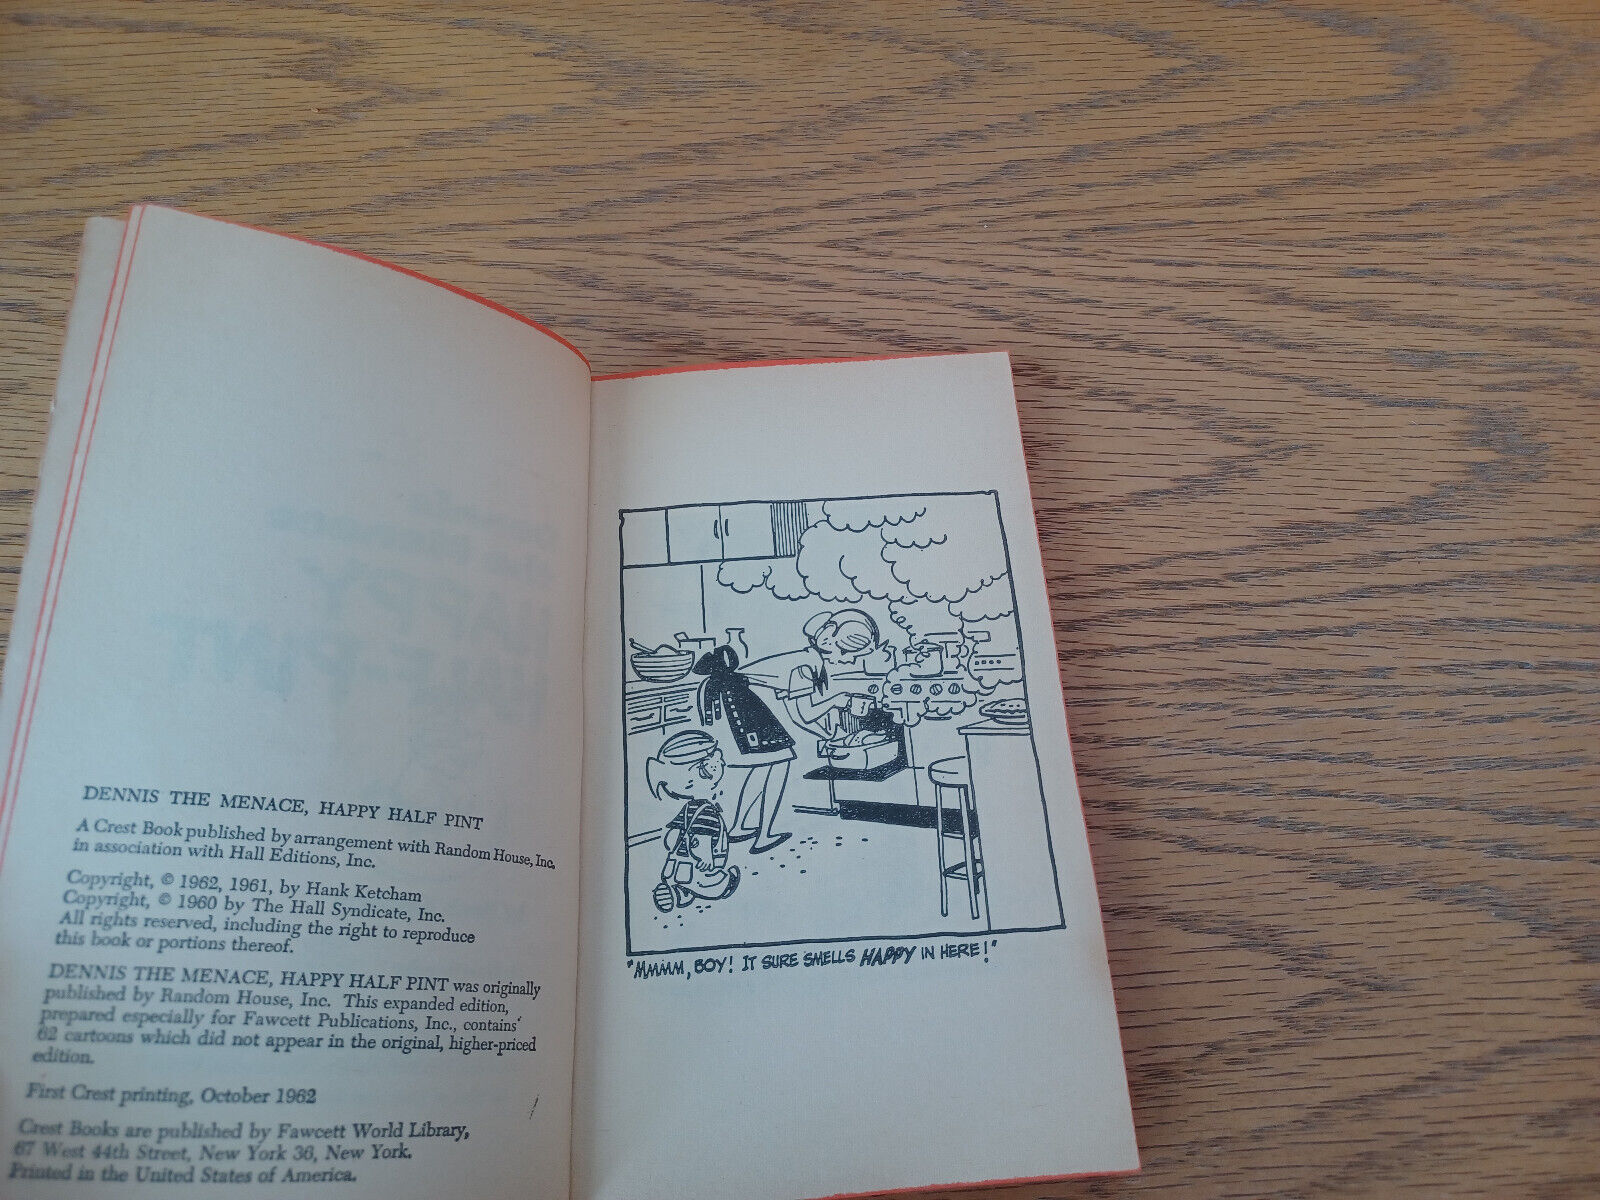 DENNIS THE MENACE, HAPPY HALF PINT
A Crest Book published by arrangement with Random House, Inc.
in association with Hall Editions, Inc.
Copyright, © 1962, 1961, by Hank Ketcham
Copyright, © 1960 by The Hall Syndicate, Inc.
All rights reserved, including the right to reproduce
this book or portions thereof.
DENNIS THE MENACE, HAPPY HALF PINT was originally
published by Random House, Inc. This expanded edition,
prepared especially for Fawcett Publications, Inc., contains
62 cartoons which did not appear in the original, higher-priced
edition.
First Crest printing, October 1962
Crest Books are published by Fawcett World Library,
67 West 44th Street, New York 36, New York.
Printed in the United States of America.
"MMMM, BOY! IT SURE SMELLS HAPPY IN HERE!"